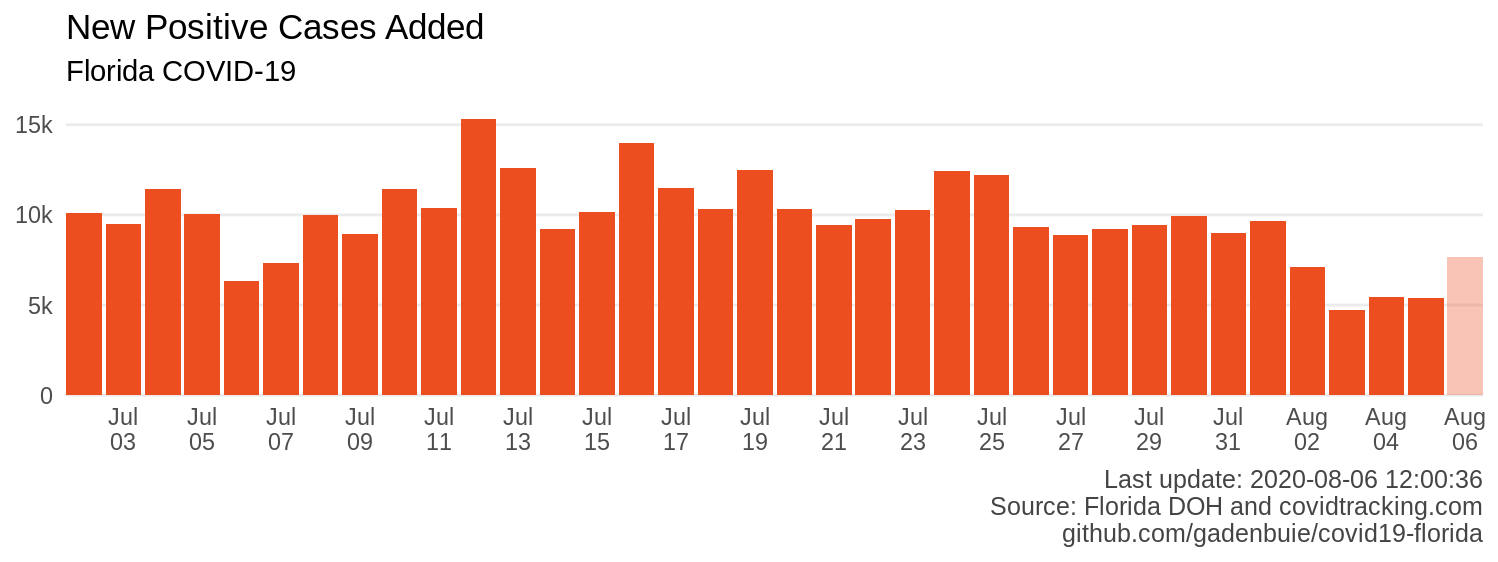 New Positive Cases Added
Florida COVID-19
15k
10k
5k
0
Jul Jul Jul Jul Jul Jul Jul Jul Jul Jul Jul Jul Jul Jul Jul Aug Aug Aug
03 05 07 09 11 13 15 17 19 21 23 25 27 29 31 02 04 06
Last update: 2020-08-06 12:00:36
Source: Florida DOH and covidtracking.com
github.com/gadenbuie/covid19-florida